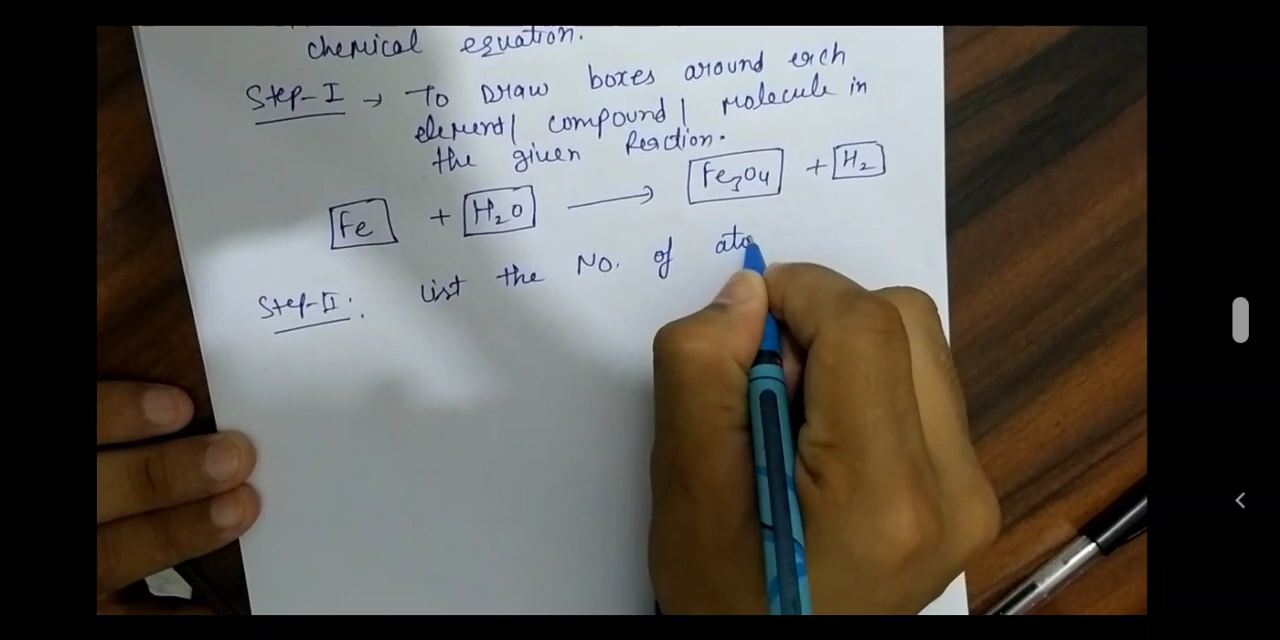 chemical equation.
Step-I → To Draw boxes around each
element/ compound/ molecule in
the given Reaction.
Fe + H₂O → Fe₃O₄ + H₂
Step-II: List the No. of ato